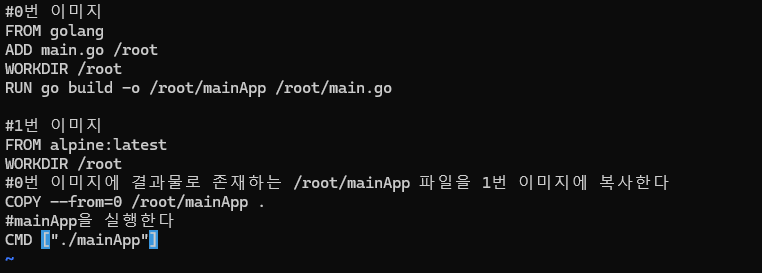 #0번 이미지
FROM golang
ADD main.go /root
WORKDIR /root
RUN go build -o /root/mainApp /root/main.go
#1번 이미지
FROM alpine:latest
WORKDIR /root
#0번 이미지에 결과물로 존재하는 /root/mainApp 파일을 1번 이미지에 복사한다
COPY --from=0 /root/mainApp .
#mainApp을 실행한다
CMD ["./mainApp"]
~